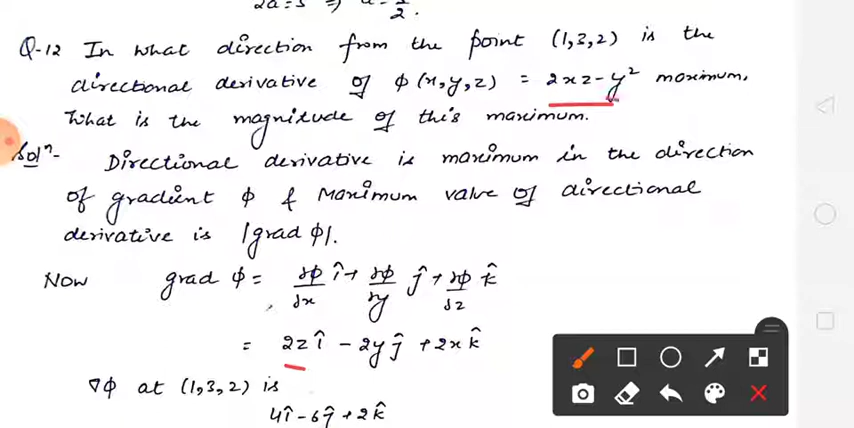 2a = 3 ⇒ a = 3/2.
Q-12 In what direction from the point (1,3,2) is the
directional derivative of φ(x,y,z) = 2xz-y² maximum.
What is the magnitude of this maximum.
Solⁿ- Directional derivative is maximum in the direction
of gradient φ & Maximum value of directional
derivative is |grad φ|.
Now grad φ = ∂φ/∂x î + ∂φ/∂y ĵ + ∂φ/∂z k̂
= 2z î - 2y ĵ + 2x k̂
∇φ at (1,3,2) is
4î - 6ĵ + 2k̂